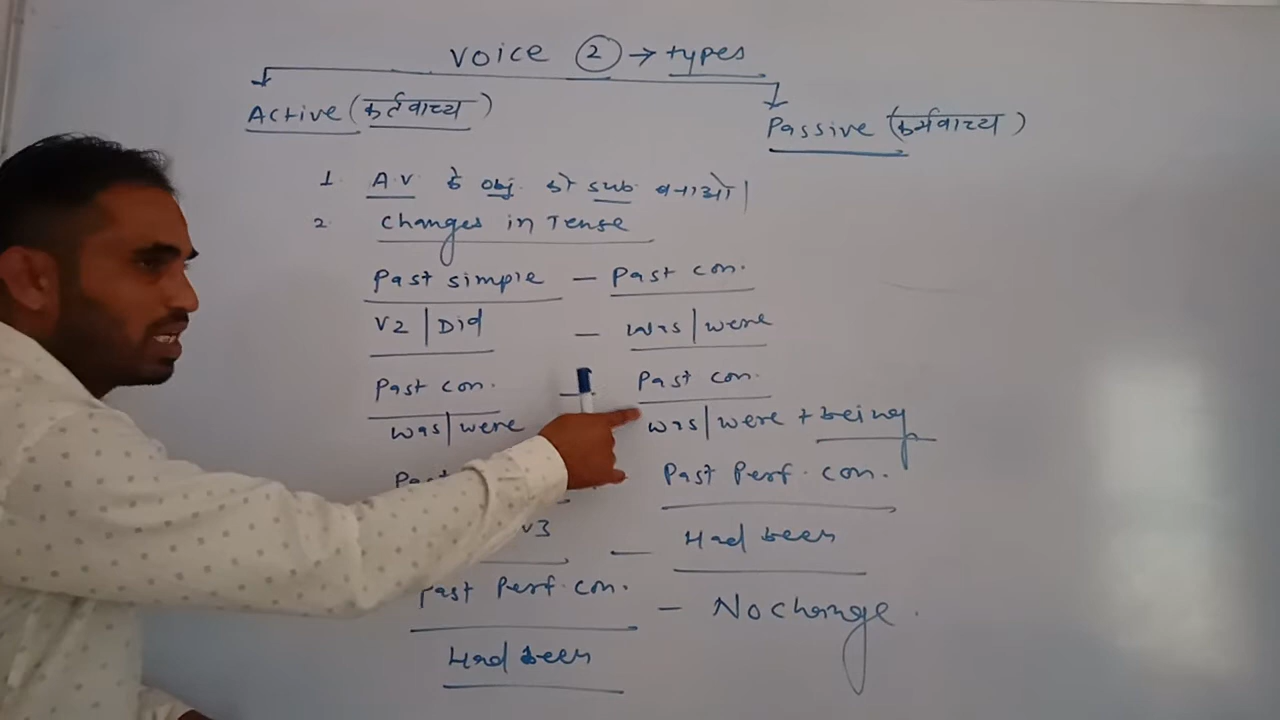 Voice ② → types
Active (कर्तवाच्य)
Passive (कर्मवाच्य)
1. A.V के obj. को sub. बनाओ|
2. Changes in Tense
Past simple – Past con.
V2 | Did – was | were
Past con. – Past con.
was | were was | were + being
Past Perf. con.
V3 – Had been
Past Perf. con. – No change.
Had been